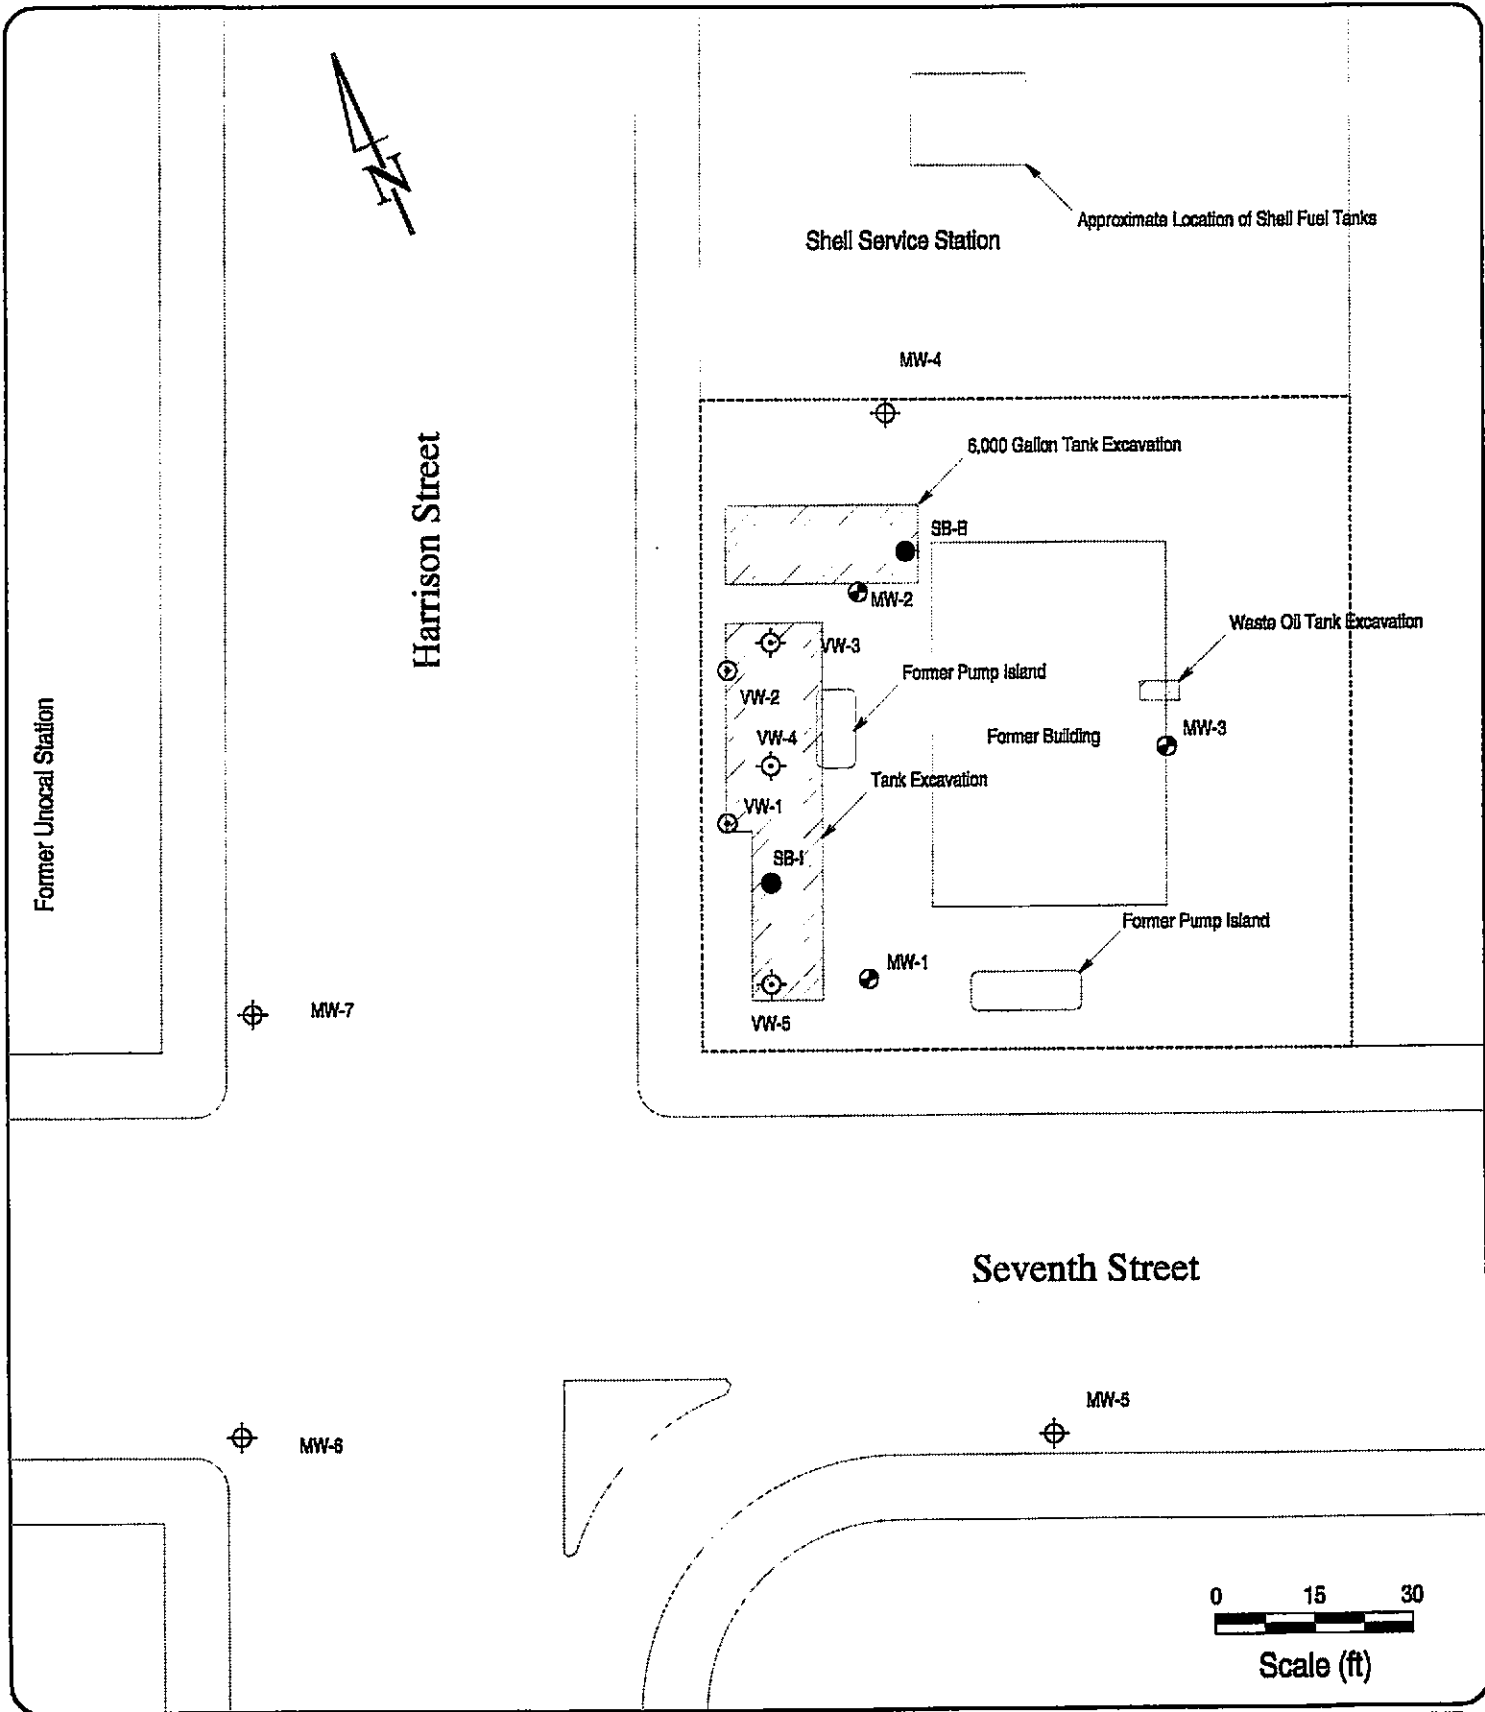 N
Approximate Location of Shell Fuel Tanks
Shell Service Station
MW-4
6,000 Gallon Tank Excavation
Harrison Street
SB-B
MW-2
Waste Oil Tank Excavation
VW-3
Former Pump Island
VW-2
Former Unocal Station
MW-3
VW-4
Former Building
Tank Excavation
VW-1
SB-I
Former Pump Island
MW-1
MW-7
VW-5
Seventh Street
MW-5
MW-6
0 15 30
Scale (ft)